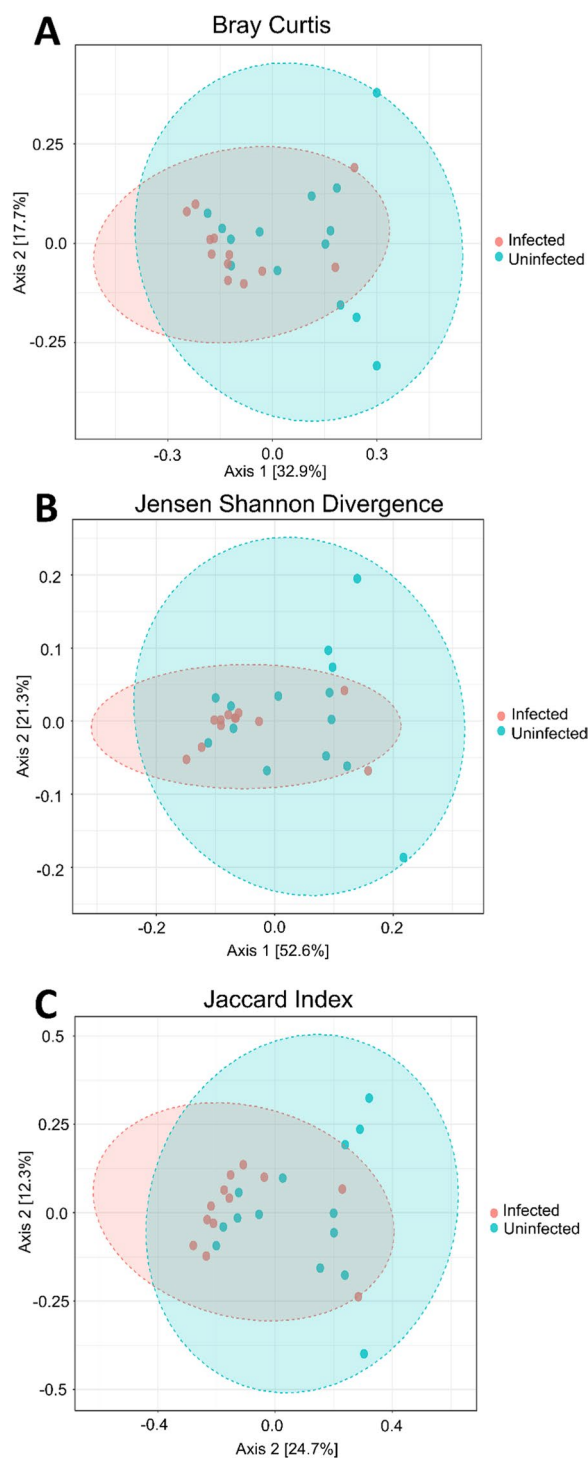 A
Bray Curtis
0.25
0.0
-0.25
Axis 2 [17.7%]
-0.3
0.0
0.3
Axis 1 [32.9%]
Infected
Uninfected
B
Jensen Shannon Divergence
0.2
0.1
0.0
-0.1
-0.2
Axis 2 [21.3%]
-0.2
0.0
0.2
Axis 1 [52.6%]
Infected
Uninfected
C
Jaccard Index
0.5
0.25
0.0
-0.25
-0.5
Axis 2 [12.3%]
-0.4
0.0
0.4
Axis 2 [24.7%]
Infected
Uninfected